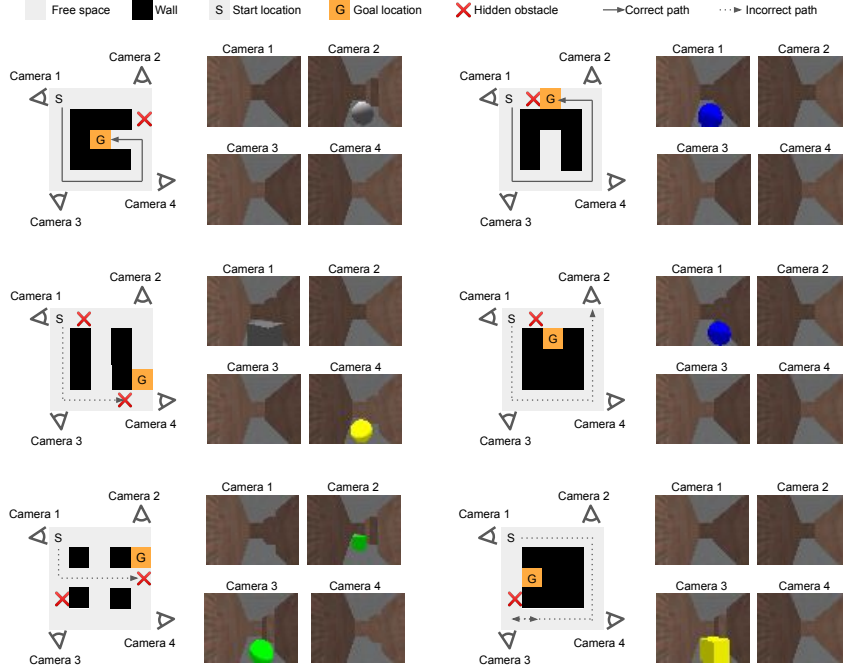 Free space Wall S Start location G Goal location Hidden obstacle Correct path Incorrect path
Camera 1 Camera 2 Camera 3 Camera 4 S G
Camera 1 Camera 2
Camera 3 Camera 4
Camera 1 Camera 2 Camera 3 Camera 4 S G
Camera 1 Camera 2
Camera 3 Camera 4
Camera 1 Camera 2 Camera 3 Camera 4 S G
Camera 1 Camera 2
Camera 3 Camera 4
Camera 1 Camera 2 Camera 3 Camera 4 S G
Camera 1 Camera 2
Camera 3 Camera 4
Camera 1 Camera 2 Camera 3 Camera 4 S G
Camera 1 Camera 2
Camera 3 Camera 4
Camera 1 Camera 2 Camera 3 Camera 4 S G
Camera 1 Camera 2
Camera 3 Camera 4